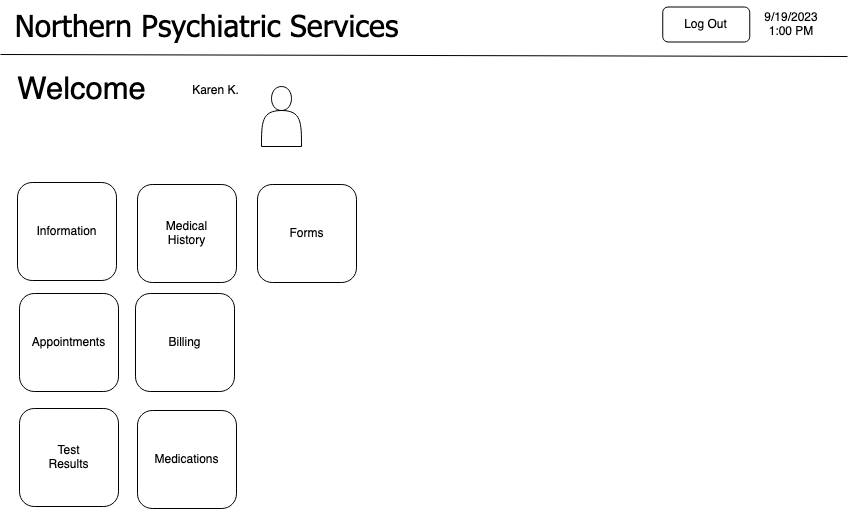 Northern Psychiatric Services
Log Out
9/19/2023
1:00 PM
Welcome
Karen K.
Information
Medical
History
Forms
Appointments
Billing
Test
Results
Medications